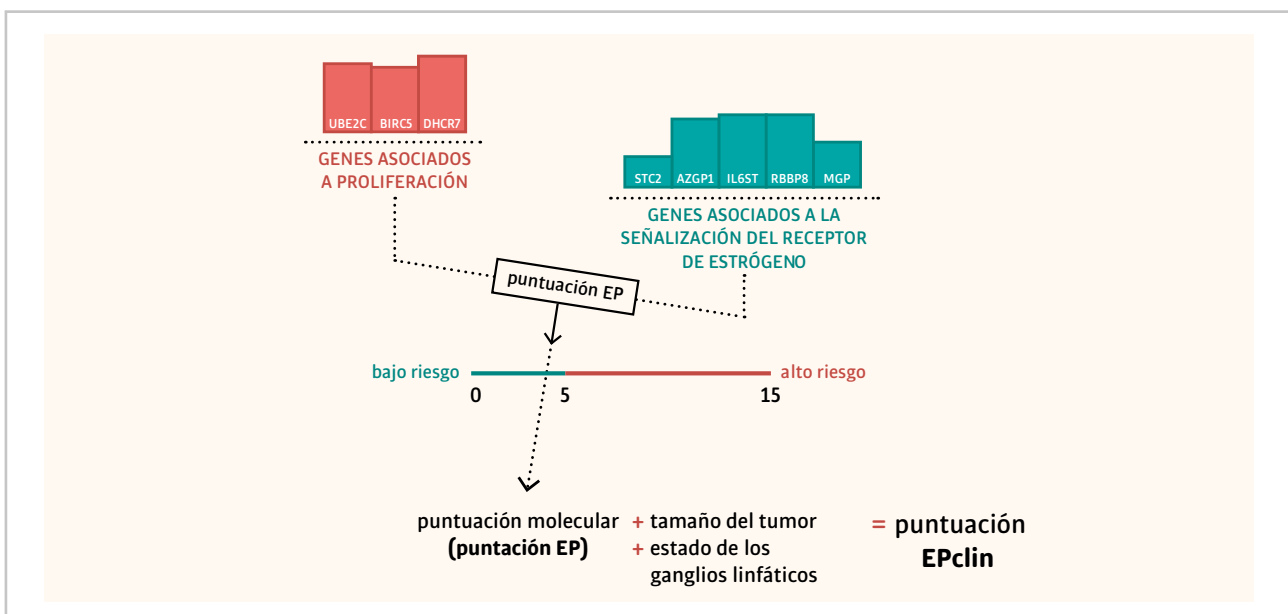 UBE2C BIRC5 DHCR7
GENES ASOCIADOS
A PROLIFERACIÓN
STC2 AZGP1 IL6ST RBBP8 MGP
GENES ASOCIADOS A LA
SEÑALIZACIÓN DEL RECEPTOR
DE ESTRÓGENO
puntuación EP
bajo riesgo
alto riesgo
0 5 15
puntuación molecular + tamaño del tumor
(puntación EP) + estado de los
ganglios linfáticos
= puntuación
EPclin